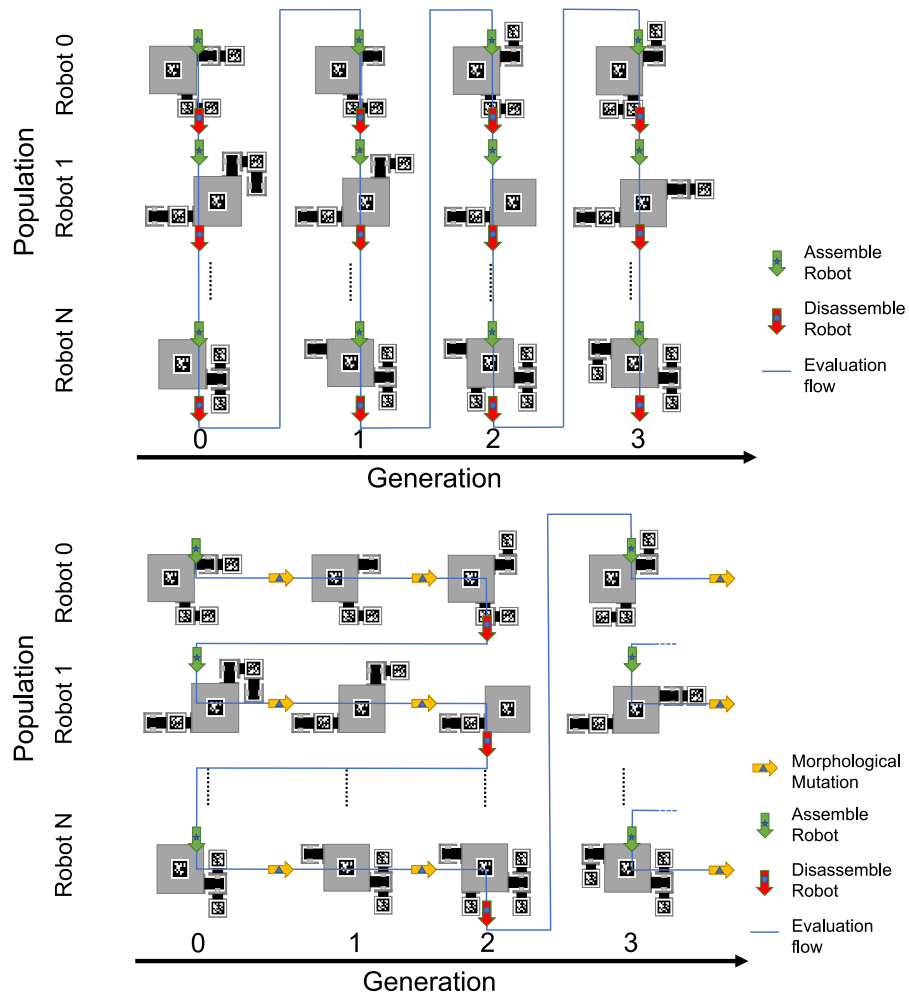 Population
Robot 0
Robot 1
Robot N
Assemble
Robot
Disassemble
Robot
Evaluation
flow
0 1 2 3
Generation
Population
Robot 0
Robot 1
Robot N
Morphological
Mutation
Assemble
Robot
Disassemble
Robot
Evaluation
flow
0 1 2 3
Generation